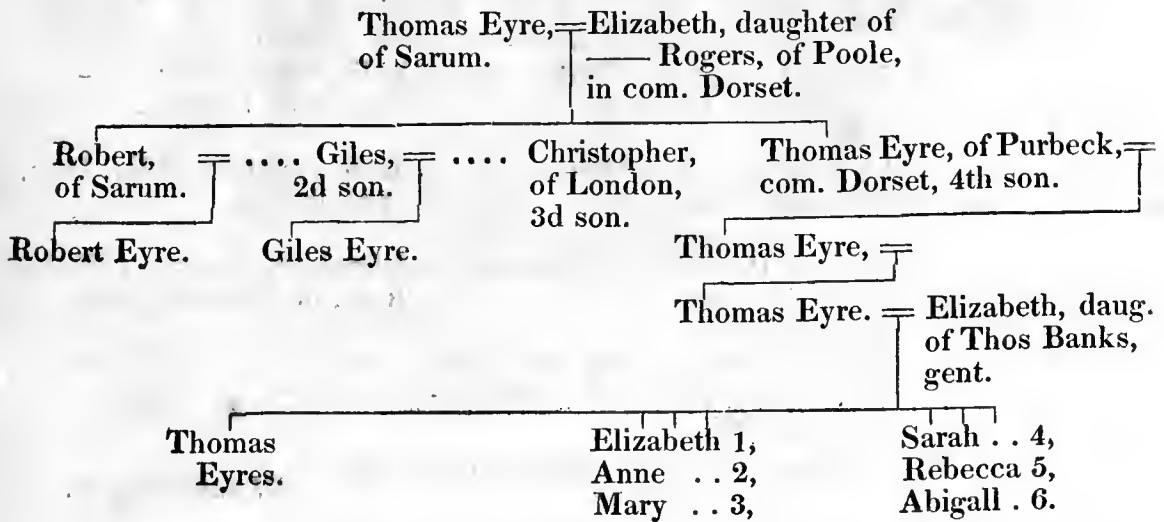 Thomas Eyre,=Elizabeth, daughter of
of Sarum. —— Rogers, of Poole,
in com. Dorset.
Robert, = .... Giles, = .... Christopher, Thomas Eyre, of Purbeck,=
of Sarum. 2d son. of London, com. Dorset, 4th son.
3d son.
Robert Eyre. Giles Eyre. Thomas Eyre, =
Thomas Eyre. = Elizabeth, daug.
of Thos Banks,
gent.
Thomas Elizabeth 1, Sarah . . 4,
Eyres. Anne . . 2, Rebecca 5,
Mary . . 3, Abigall . 6.